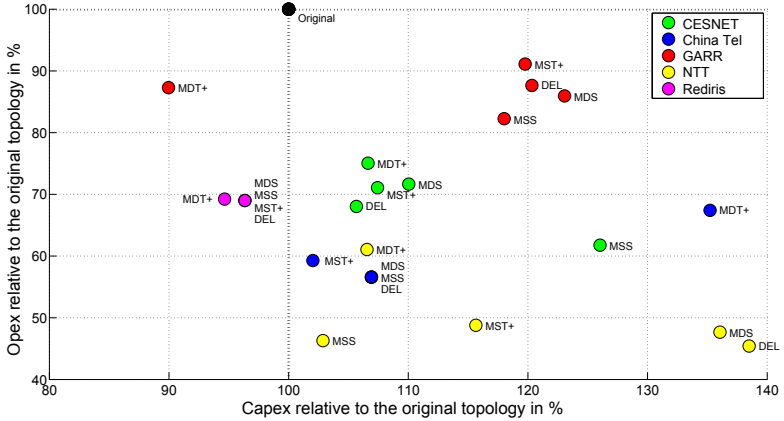 100
Original
CESNET
China Tel
GARR
NTT
Rediris
MST+
DEL
MDS
MDT+
90
MSS
80
MDT+
MDS
MST+
DEL
MDS
MSS
MST+
DEL
MDT+
70
MDT+
MSS
MDT+
MST+
MDS
MSS
DEL
60
MST+
MSS
50
MDS
DEL
40
80
90
100
110
120
130
140
Capex relative to the original topology in %
Opex relative to the original topology in %